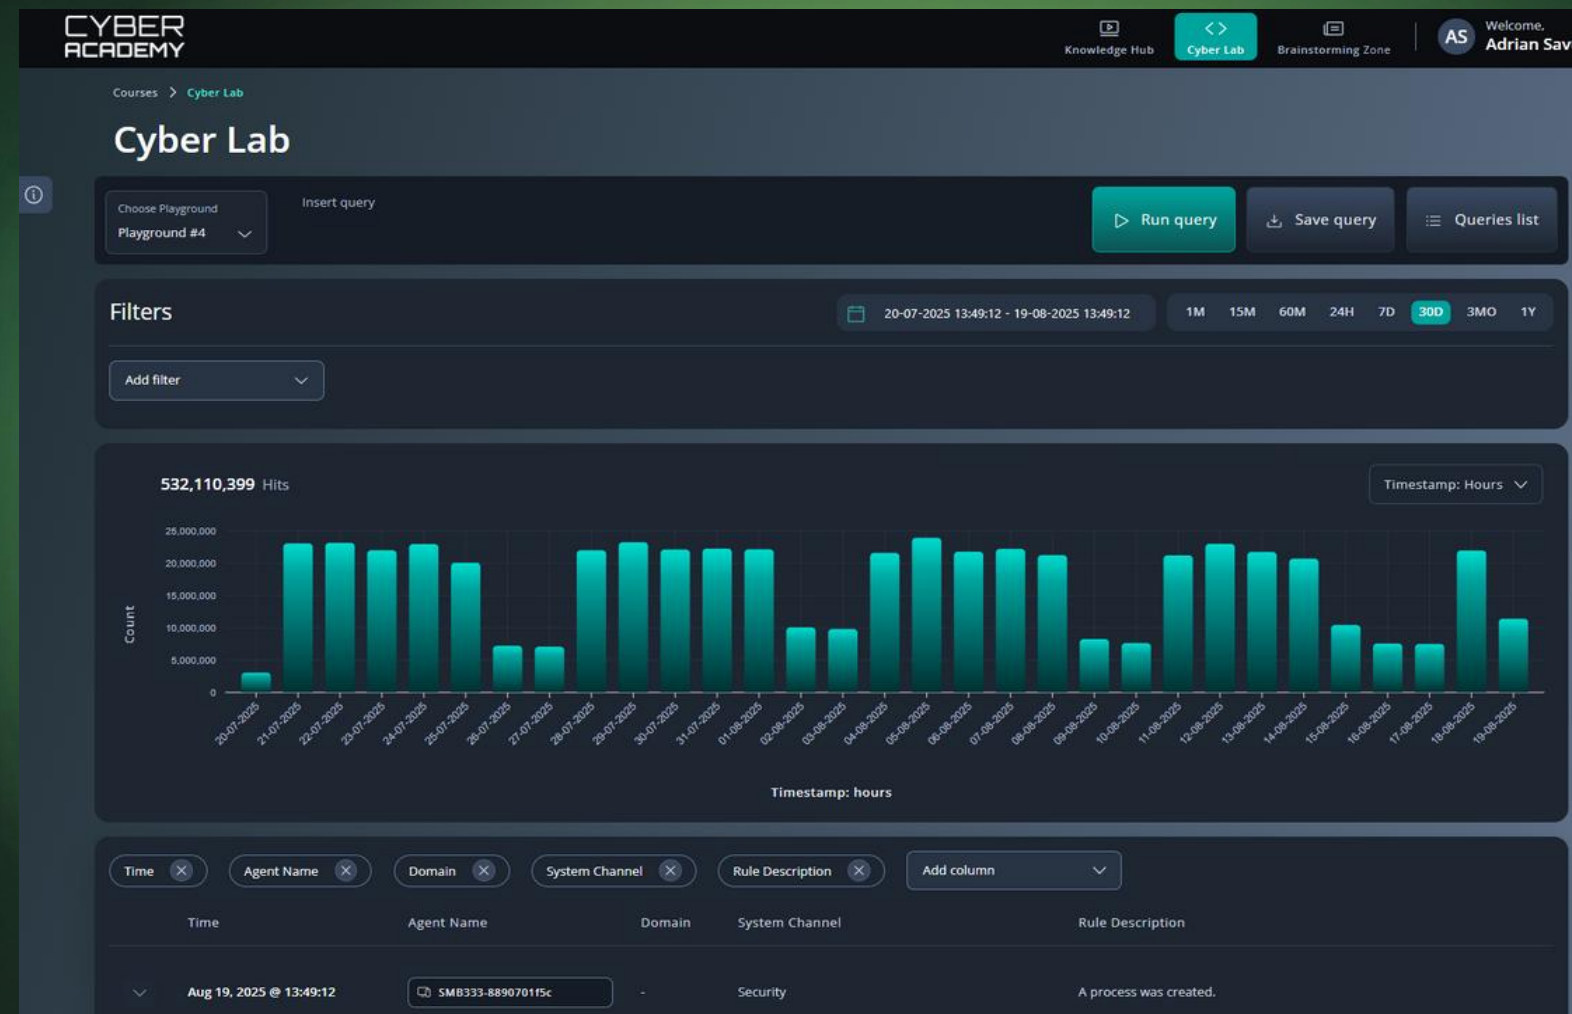 CYBER
ACADEMY
Knowledge Hub
Cyber Lab
Brainstorming Zone
AS
Welcome,
Adrian Sav
Courses > Cyber Lab
Cyber Lab
Choose Playground
Playground #4
Insert query
Run query
Save query
Queries list
Filters
20-07-2025 13:49:12 - 19-08-2025 13:49:12
1M 15M 60M 24H 7D 30D 3MO 1Y
Add filter
532,110,399 Hits
Timestamp: Hours
25,000,000
20,000,000
15,000,000
10,000,000
5,000,000
0
Count
20-07-2025
21-07-2025
22-07-2025
23-07-2025
24-07-2025
25-07-2025
26-07-2025
27-07-2025
28-07-2025
29-07-2025
30-07-2025
31-07-2025
01-08-2025
02-08-2025
03-08-2025
04-08-2025
05-08-2025
06-08-2025
07-08-2025
08-08-2025
09-08-2025
10-08-2025
11-08-2025
12-08-2025
13-08-2025
14-08-2025
15-08-2025
16-08-2025
17-08-2025
18-08-2025
19-08-2025
Timestamp: hours
Time
Agent Name
Domain
System Channel
Rule Description
Add column
Time Agent Name Domain System Channel Rule Description
Aug 19, 2025 @ 13:49:12 SMB333-8890701f5c - Security A process was created.